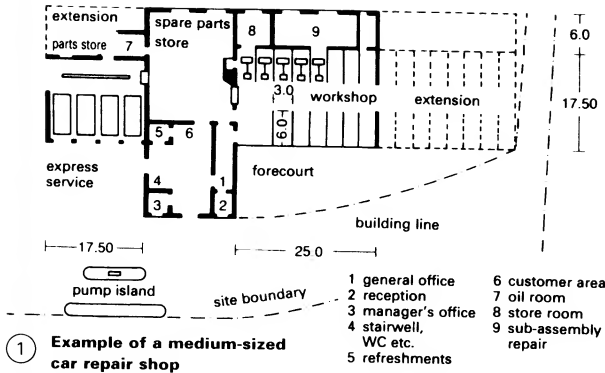 extension
parts store
7
spare parts
store
8
9
6.0
3.0
workshop
extension
17.50
6.0
5
6
express
service
4
3
1
2
forecourt
building line
17.50
25.0
pump island
site boundary
1 general office
2 reception
3 manager's office
4 stairwell,
WC etc.
5 refreshments
6 customer area
7 oil room
8 store room
9 sub-assembly
repair
1 Example of a medium-sized
car repair shop